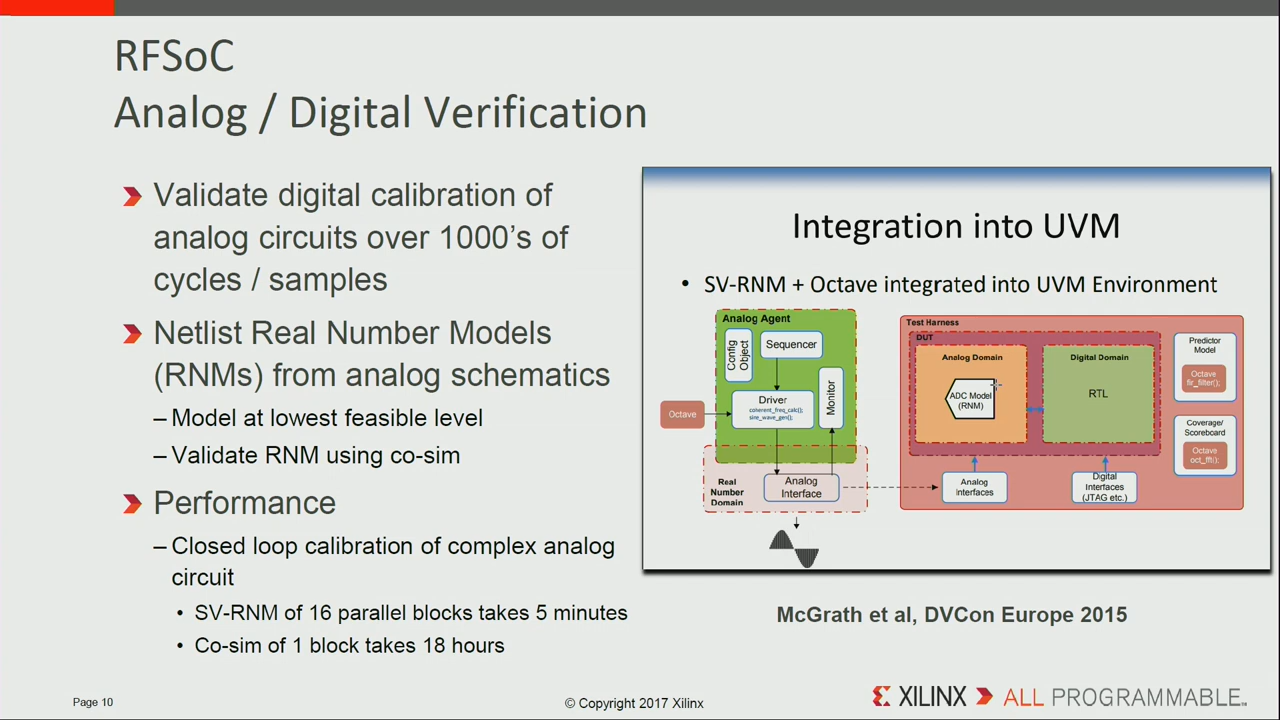 RFSoC
Analog / Digital Verification
Validate digital calibration of
analog circuits over 1000's of
cycles / samples
Netlist Real Number Models
(RNMs) from analog schematics
– Model at lowest feasible level
– Validate RNM using co-sim
Performance
– Closed loop calibration of complex analog
circuit
• SV-RNM of 16 parallel blocks takes 5 minutes
• Co-sim of 1 block takes 18 hours
Integration into UVM
• SV-RNM + Octave integrated into UVM Environment
Analog Agent
Config
Object
Sequencer
Driver
coherent_freq_calc();
sine_wave_gen();
Monitor
Octave
Real
Number
Domain
Analog
Interface
Test Harness
DUT
Analog Domain
ADC Model
(RNM)
Digital Domain
RTL
Analog
Interfaces
Digital
Interfaces
(JTAG etc.)
Predictor
Model
Octave
fir_filter();
Coverage/
Scoreboard
Octave
oct_fft();
McGrath et al, DVCon Europe 2015
Page 10
© Copyright 2017 Xilinx
XILINX ALL PROGRAMMABLE™